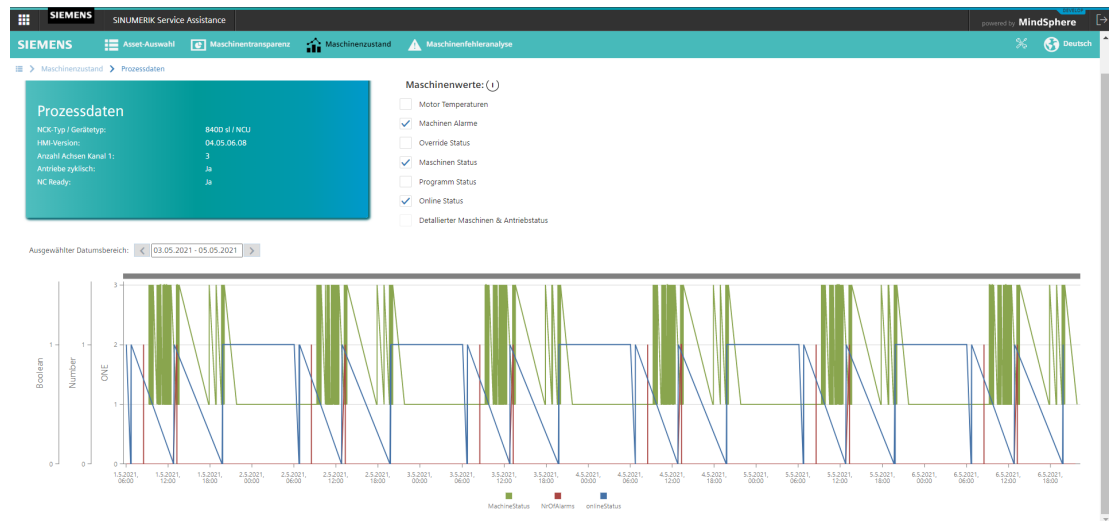 SIEMENS SINUMERIK Service Assistance powered by MindSphere
SIEMENS Asset-Auswahl Maschinentransparenz Maschinenzustand Maschinenfehleranalyse Deutsch
Maschinenzustand Prozessdaten
Prozessdaten
NCK-Typ / Gerätetyp: 840D sl / NCU
HMI-Version: 04.05.06.08
Anzahl Achsen Kanal 1: 3
Antriebe zyklisch: Ja
NC Ready: Ja
Maschinenwerte: i
Motor Temperaturen
Machinen Alarme
Override Status
Maschinen Status
Programm Status
Online Status
Detallierter Maschinen & Antriebstatus
Ausgewählter Datumsbereich: < 03.05.2021 - 05.05.2021 >
Boolean
1
0
Number
1
0
ONE
3
2
1
0
1.5.2021, 06:00
1.5.2021, 12:00
1.5.2021, 18:00
2.5.2021, 00:00
2.5.2021, 06:00
2.5.2021, 12:00
2.5.2021, 18:00
3.5.2021, 00:00
3.5.2021, 06:00
3.5.2021, 12:00
3.5.2021, 18:00
4.5.2021, 00:00
4.5.2021, 06:00
4.5.2021, 12:00
4.5.2021, 18:00
5.5.2021, 00:00
5.5.2021, 06:00
5.5.2021, 12:00
5.5.2021, 18:00
6.5.2021, 00:00
6.5.2021, 06:00
6.5.2021, 12:00
6.5.2021, 18:00
MachineStatus NrOfAlarms onlineStatus